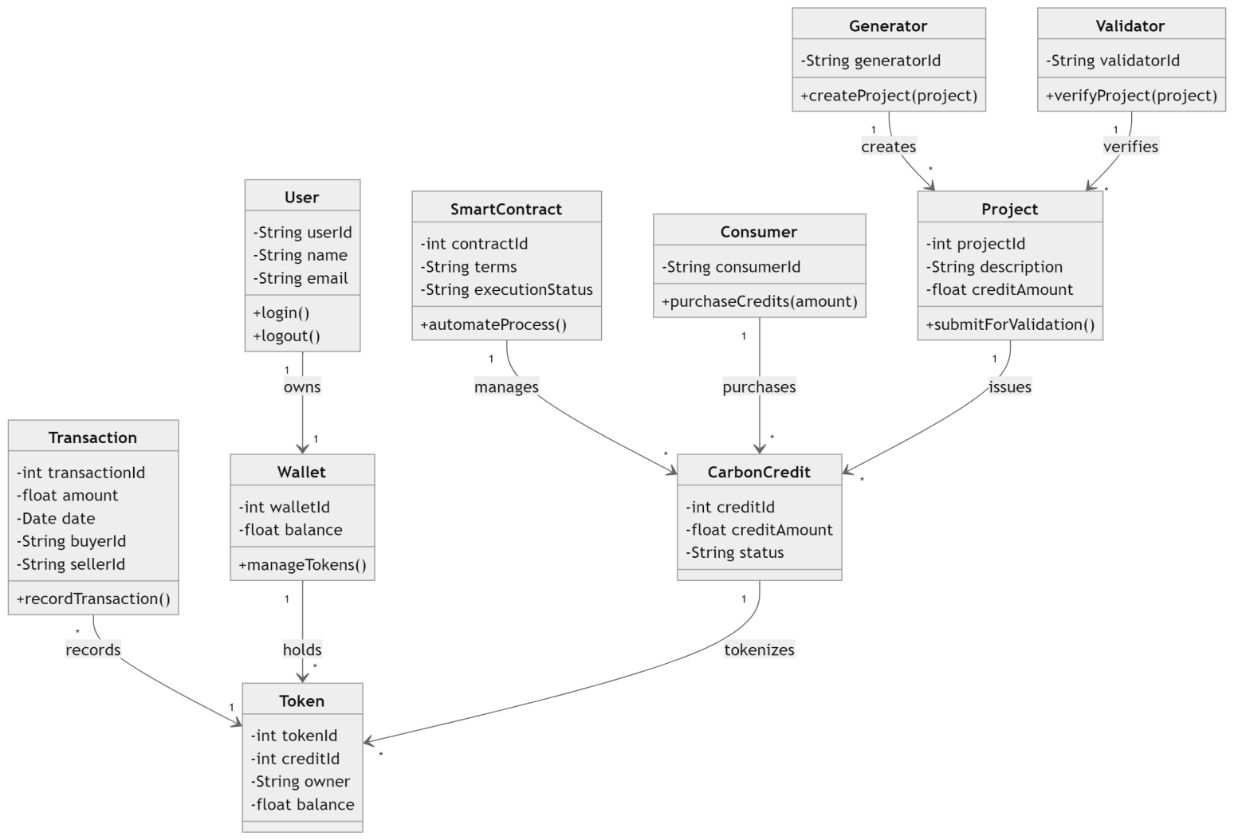 Generator
-String generatorId
+createProject(project)
Validator
-String validatorId
+verifyProject(project)
1
creates
*
1
verifies
*
User
-String userId
-String name
-String email
+login()
+logout()
SmartContract
-int contractId
-String terms
-String executionStatus
+automateProcess()
Consumer
-String consumerId
+purchaseCredits(amount)
Project
-int projectId
-String description
-float creditAmount
+submitForValidation()
1
owns
1
1
manages
*
1
purchases
*
1
issues
*
Transaction
-int transactionId
-float amount
-Date date
-String buyerId
-String sellerId
+recordTransaction()
Wallet
-int walletId
-float balance
+manageTokens()
CarbonCredit
-int creditId
-float creditAmount
-String status
*
records
1
1
holds
*
1
tokenizes
*
Token
-int tokenId
-int creditId
-String owner
-float balance